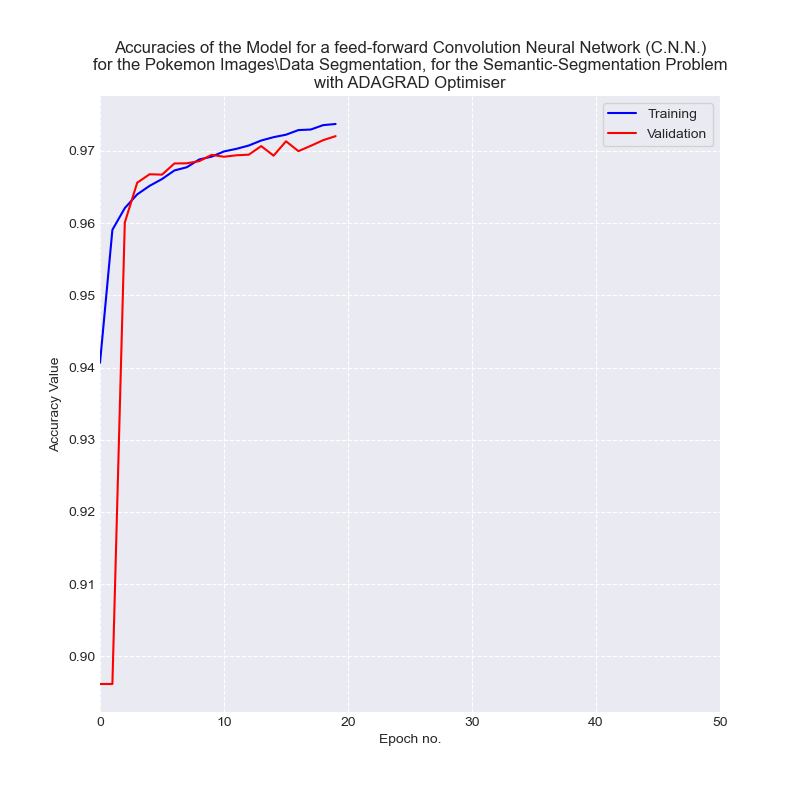 Accuracies of the Model for a feed-forward Convolution Neural Network (C.N.N.)
for the Pokemon Images\Data Segmentation, for the Semantic-Segmentation Problem
with ADAGRAD Optimiser
Training
Validation
0.97
0.96
0.95
0.94
0.93
0.92
0.91
0.90
Accuracy Value
0
10
20
30
40
50
Epoch no.